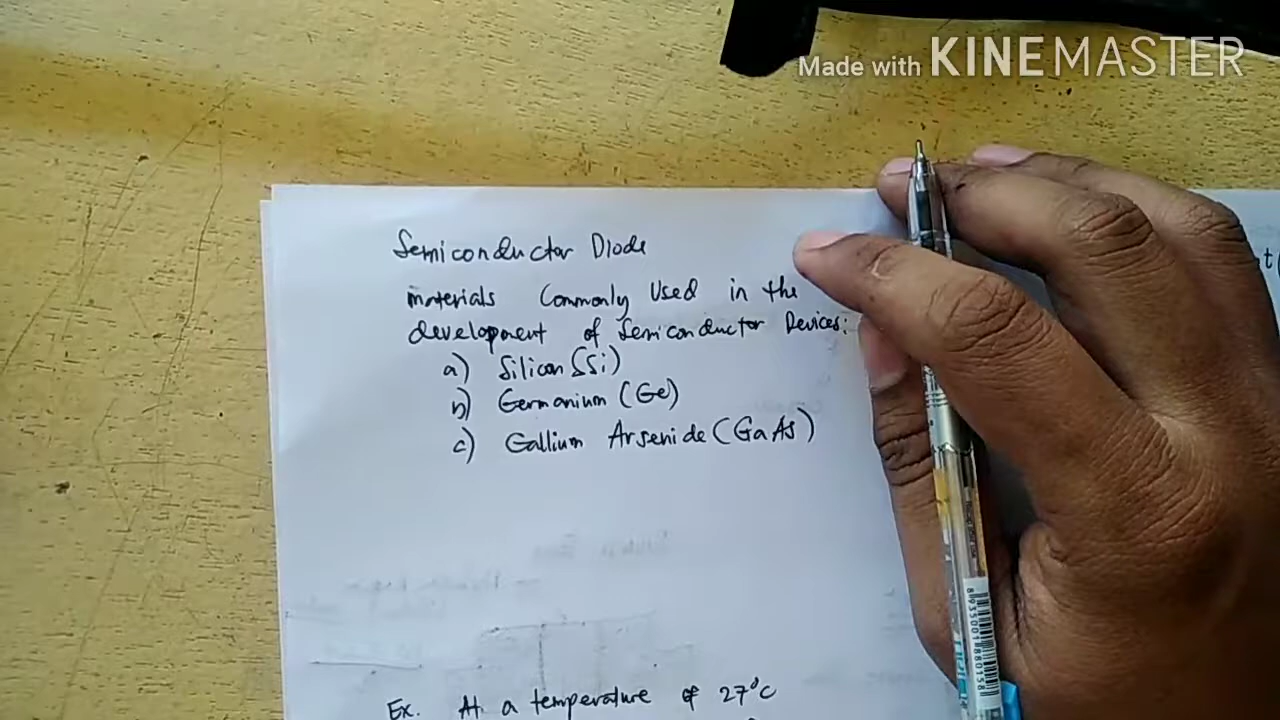 Made with KINEMASTER
Semiconductor Diode
materials Commonly Used in the
development of Semiconductor Devices:
a) Silicon (Si)
b) Germanium (Ge)
c) Gallium Arsenide (GaAs)
Ex. At a temperature of 27°C
8935001880158